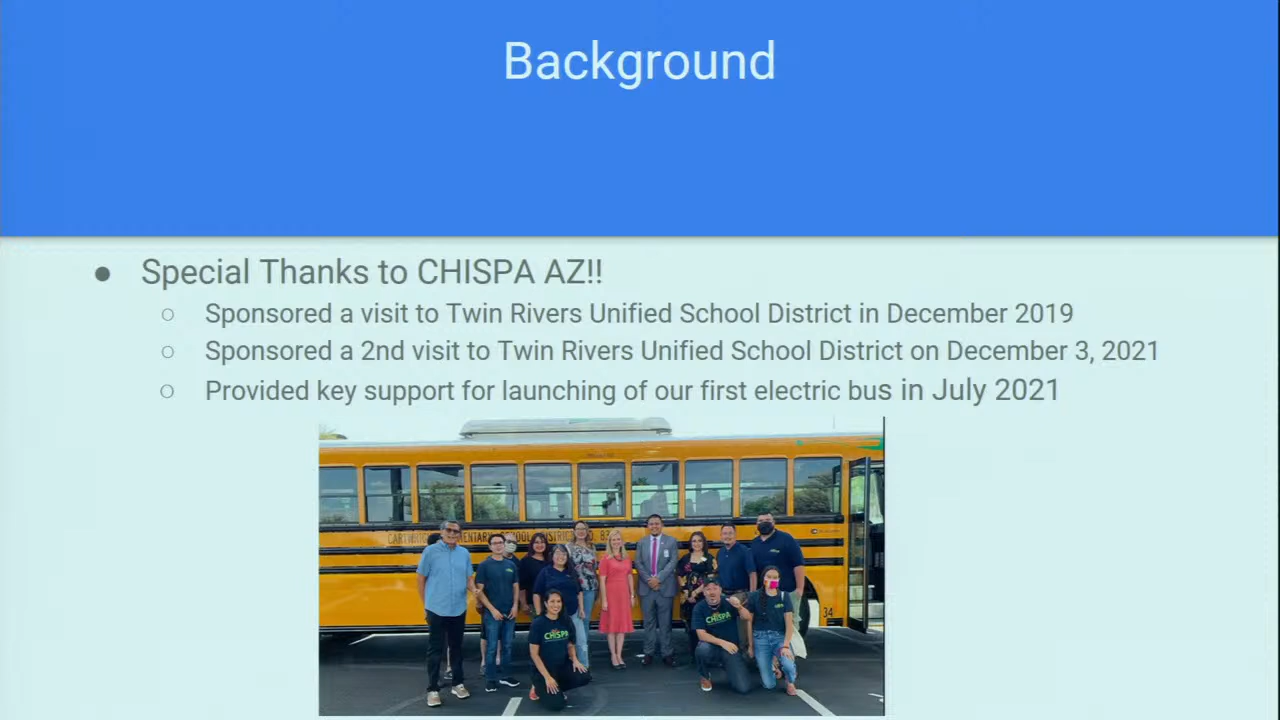 Background
● Special Thanks to CHISPA AZ!!
○ Sponsored a visit to Twin Rivers Unified School District in December 2019
○ Sponsored a 2nd visit to Twin Rivers Unified School District on December 3, 2021
○ Provided key support for launching of our first electric bus in July 2021
34
CHISPA
CHISPA